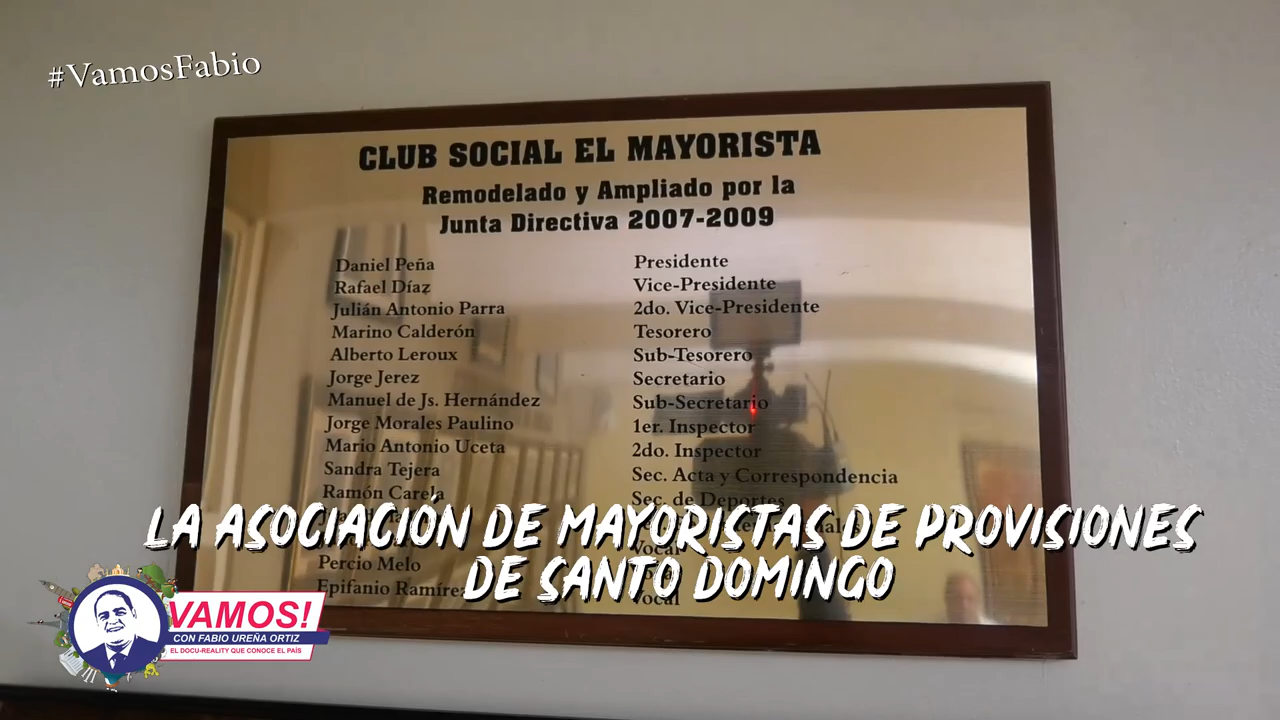 #VamosFabio
CLUB SOCIAL EL MAYORISTA
Remodelado y Ampliado por la
Junta Directiva 2007-2009
Daniel Peña Presidente
Rafael Díaz Vice-Presidente
Julián Antonio Parra 2do. Vice-Presidente
Marino Calderón Tesorero
Alberto Leroux Sub-Tesorero
Jorge Jerez Secretario
Manuel de Js. Hernández Sub-Secretario
Jorge Morales Paulino 1er. Inspector
Mario Antonio Uceta 2do. Inspector
Sandra Tejera Sec. Acta y Correspondencia
Ramón Carela Sec. de Deportes
Vocal
Percio Melo
Epifanio Ramírez Vocal
LA ASOCIACIÓN DE MAYORISTAS DE PROVISIONES
DE SANTO DOMINGO
VAMOS!
CON FABIO UREÑA ORTIZ
EL DOCU-REALITY QUE CONOCE EL PAÍS